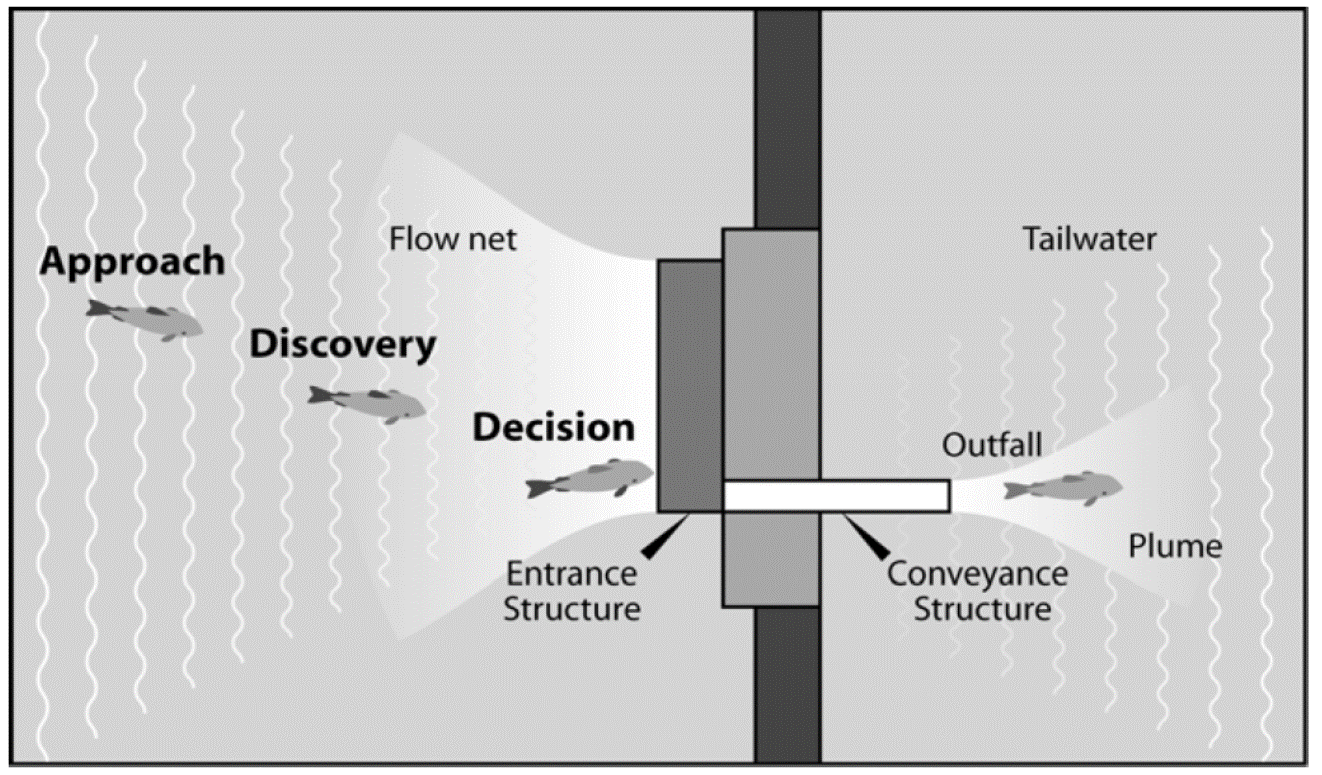 Flow net
Tailwater
Approach
Discovery
Decision
Outfall
Plume
Entrance
Structure
Conveyance
Structure